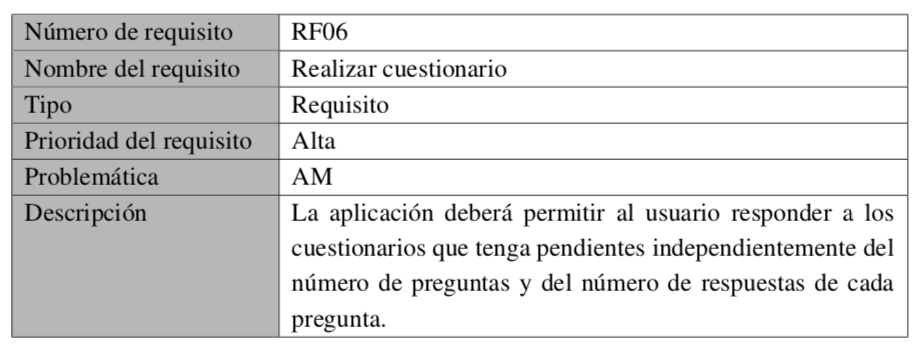 Número de requisito RF06
Nombre del requisito Realizar cuestionario
Tipo Requisito
Prioridad del requisito Alta
Problemática AM
Descripción La aplicación deberá permitir al usuario responder a los
cuestionarios que tenga pendientes independientemente del
número de preguntas y del número de respuestas de cada
pregunta.